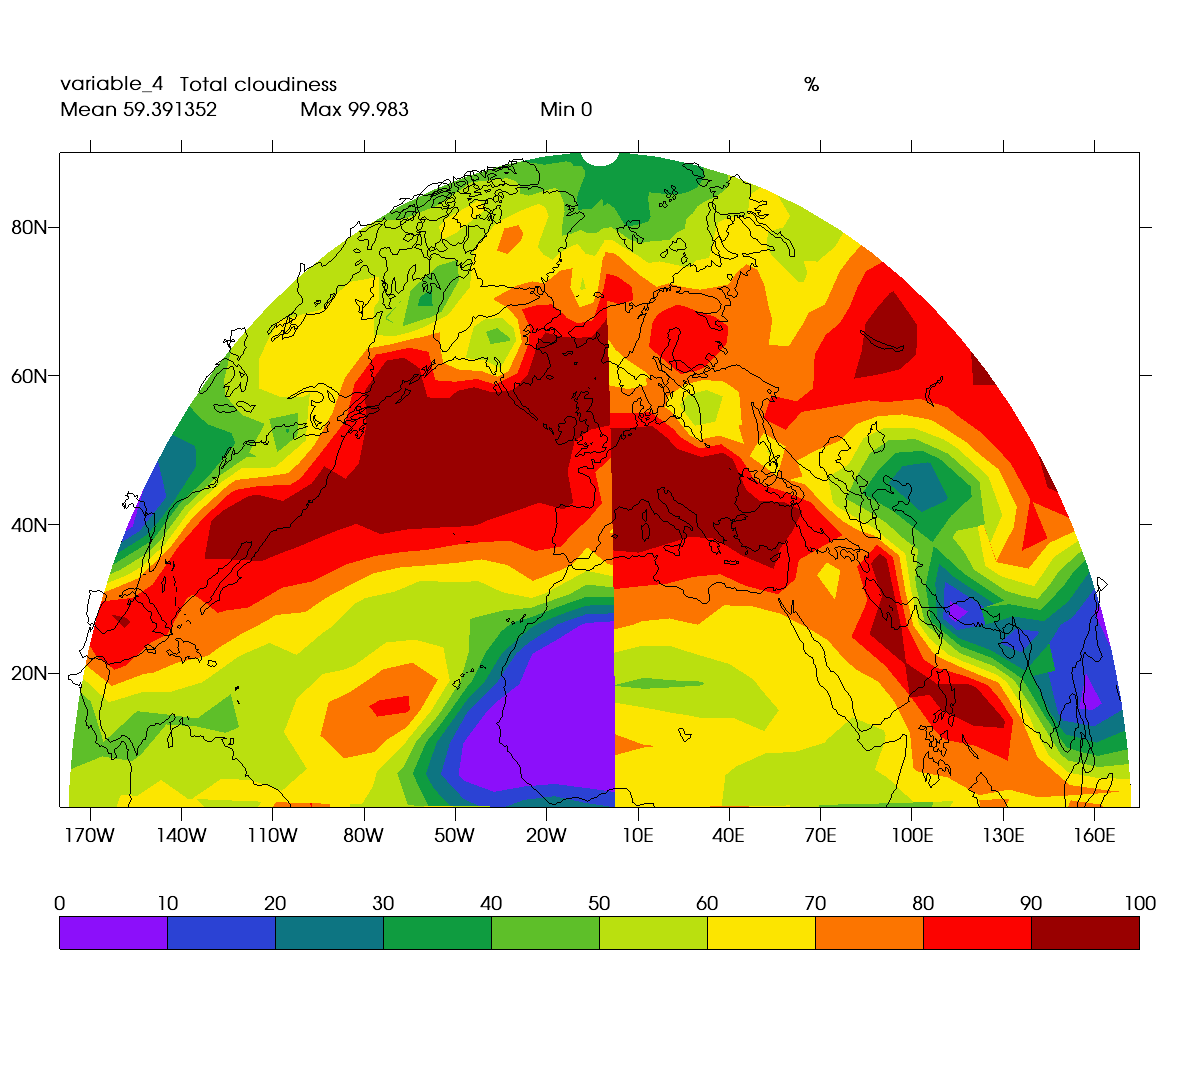 variable_4 Total cloudiness %
Mean 59.391352 Max 99.983 Min 0
80N
60N
40N
20N
170W 140W 110W 80W 50W 20W 10E 40E 70E 100E 130E 160E
0 10 20 30 40 50 60 70 80 90 100